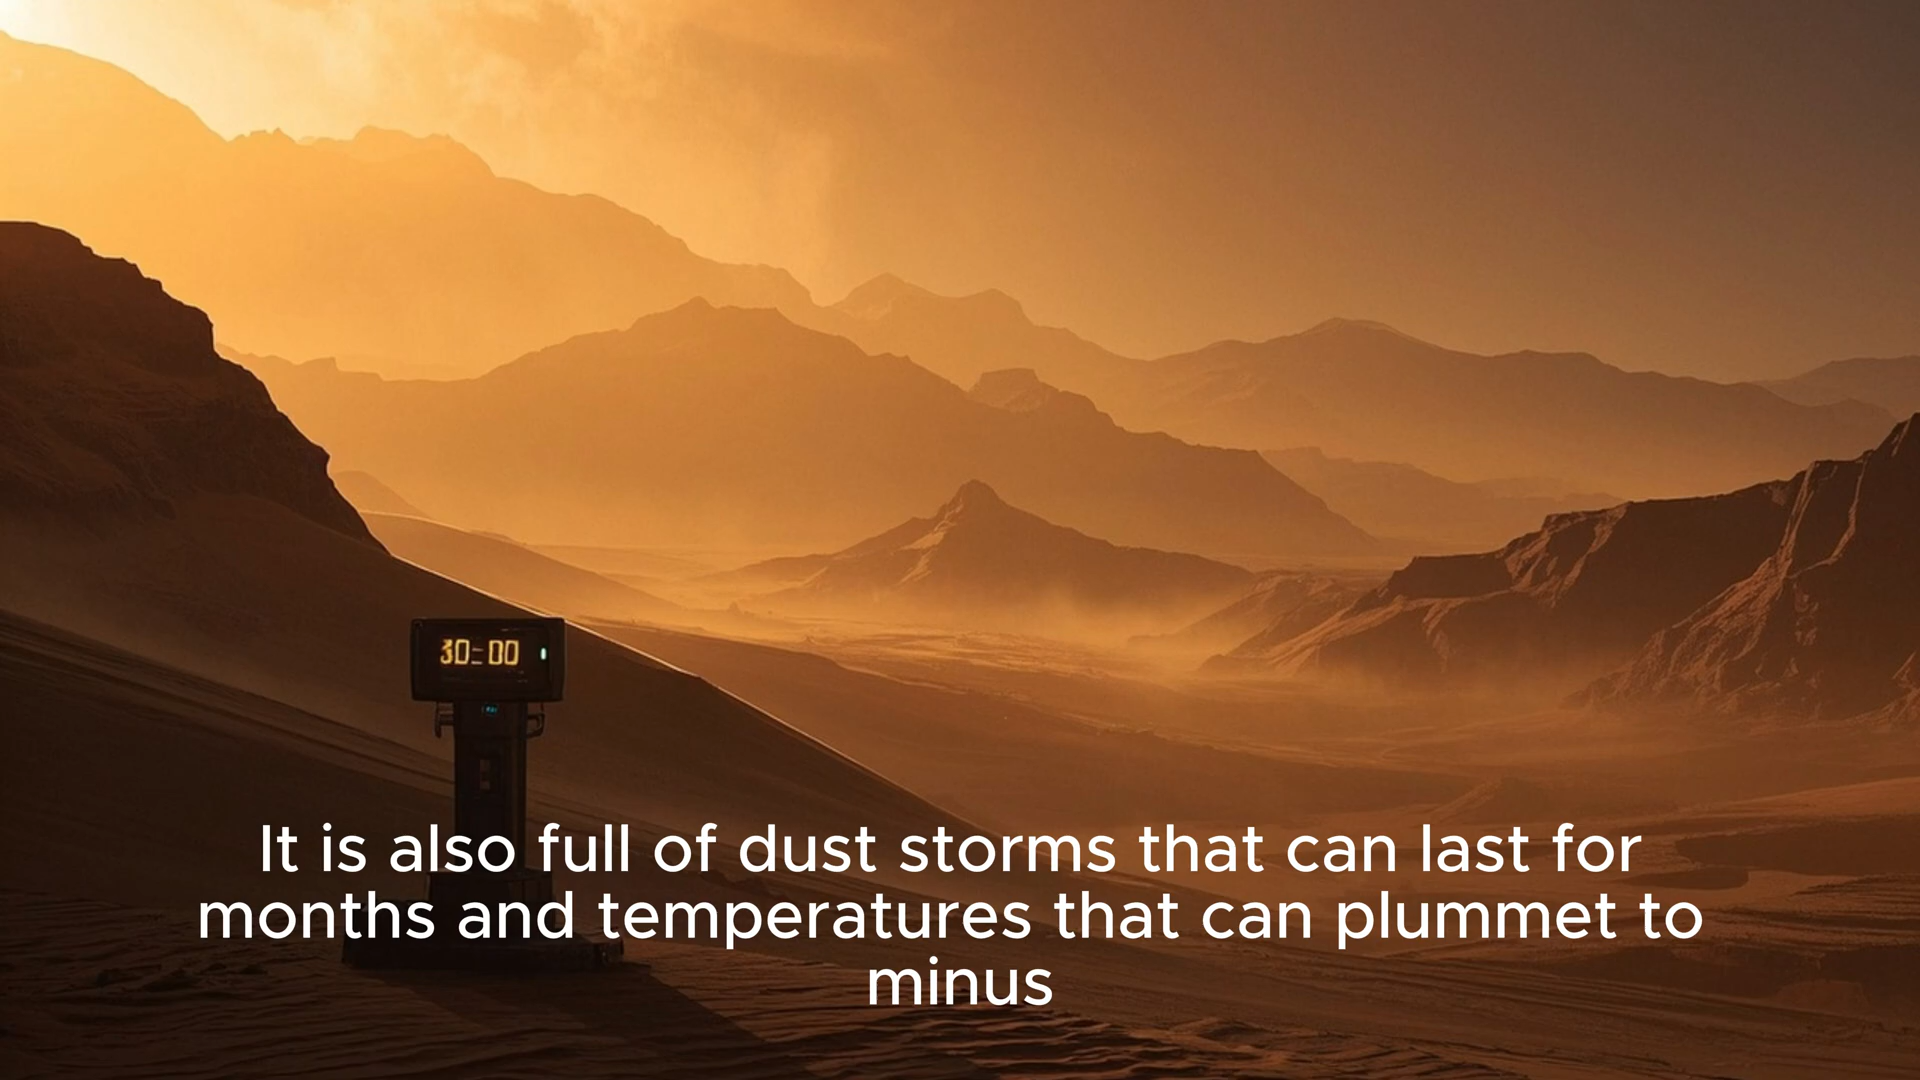 30:00
It is also full of dust storms that can last for
months and temperatures that can plummet to
minus